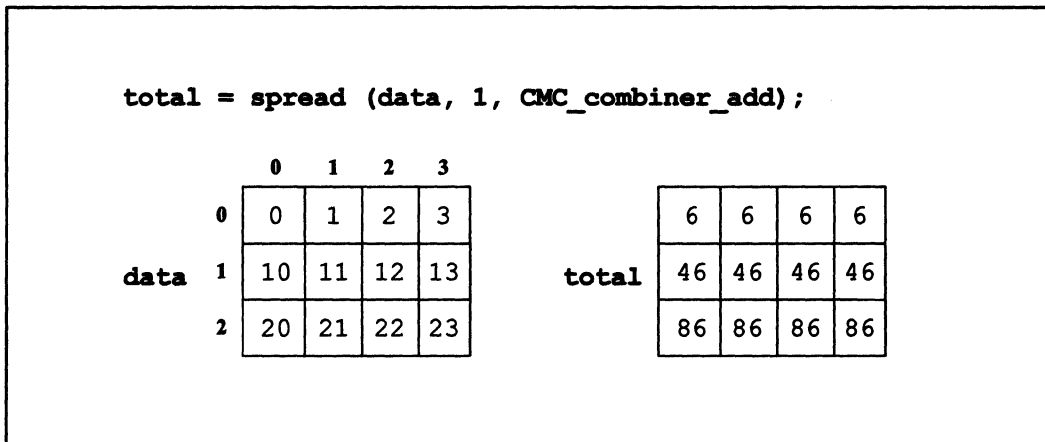 total = spread (data, 1, CMC_combiner_add);
0 1 2 3
0 0 1 2 3 6 6 6 6
data 1 10 11 12 13 total 46 46 46 46
2 20 21 22 23 86 86 86 86